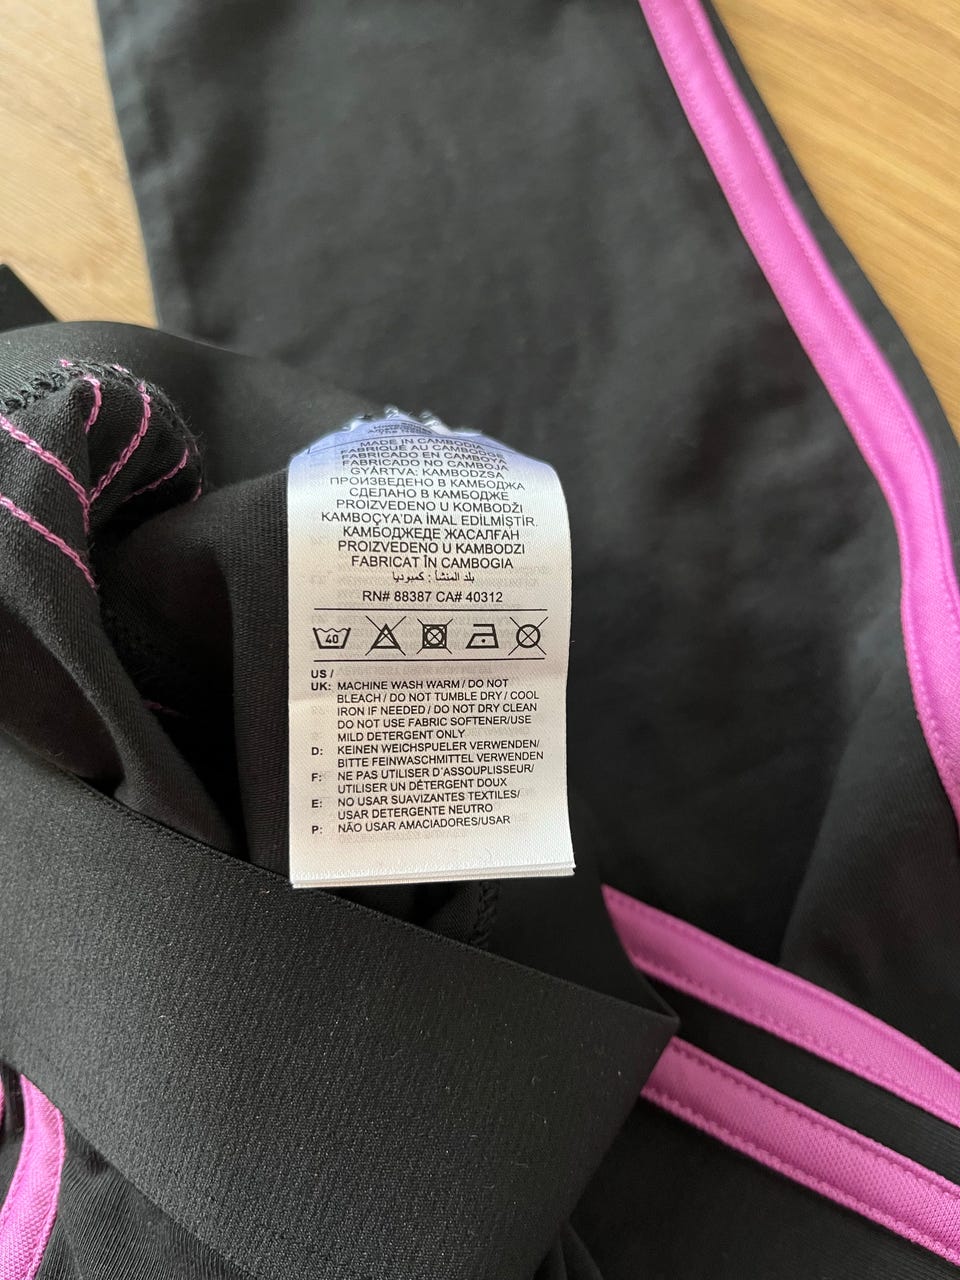 MADE IN CAMBODIA
FABRIQUÉ AU CAMBODGE
FABRICADO EN CAMBOYA
FABRICADO NO CAMBOJA
GYÁRTVA: KAMBODZSA
ПРОИЗВЕДЕНО В КАМБОДЖА
СДЕЛАНО В КАМБОДЖЕ
PROIZVEDENO U KOMBODŽI
KAMBOÇYA'DA İMAL EDİLMİŞTİR.
КАМБОДЖЕДЕ ЖАСАЛҒАН
PROIZVEDENO U KAMBODZI
FABRICAT ÎN CAMBOGIA
بلد المنشأ : كمبوديا
RN# 88387 CA# 40312
40
US /
UK: MACHINE WASH WARM / DO NOT
BLEACH / DO NOT TUMBLE DRY / COOL
IRON IF NEEDED / DO NOT DRY CLEAN
DO NOT USE FABRIC SOFTENER/USE
MILD DETERGENT ONLY
D: KEINEN WEICHSPUELER VERWENDEN/
BITTE FEINWASCHMITTEL VERWENDEN
F: NE PAS UTILISER D'ASSOUPLISSEUR/
UTILISER UN DÉTERGENT DOUX
E: NO USAR SUAVIZANTES TEXTILES/
USAR DETERGENTE NEUTRO
P: NÃO USAR AMACIADORES/USAR